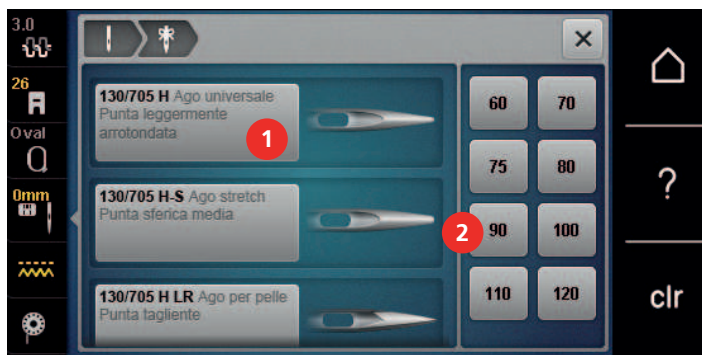 3.0
26
Oval
0mm
130/705 H Ago universale
Punta leggermente
arrotondata
1
130/705 H-S Ago stretch
Punta sferica media
130/705 H LR Ago per pelle
Punta tagliente
60 70
75 80
2
90 100
110 120
?
clr